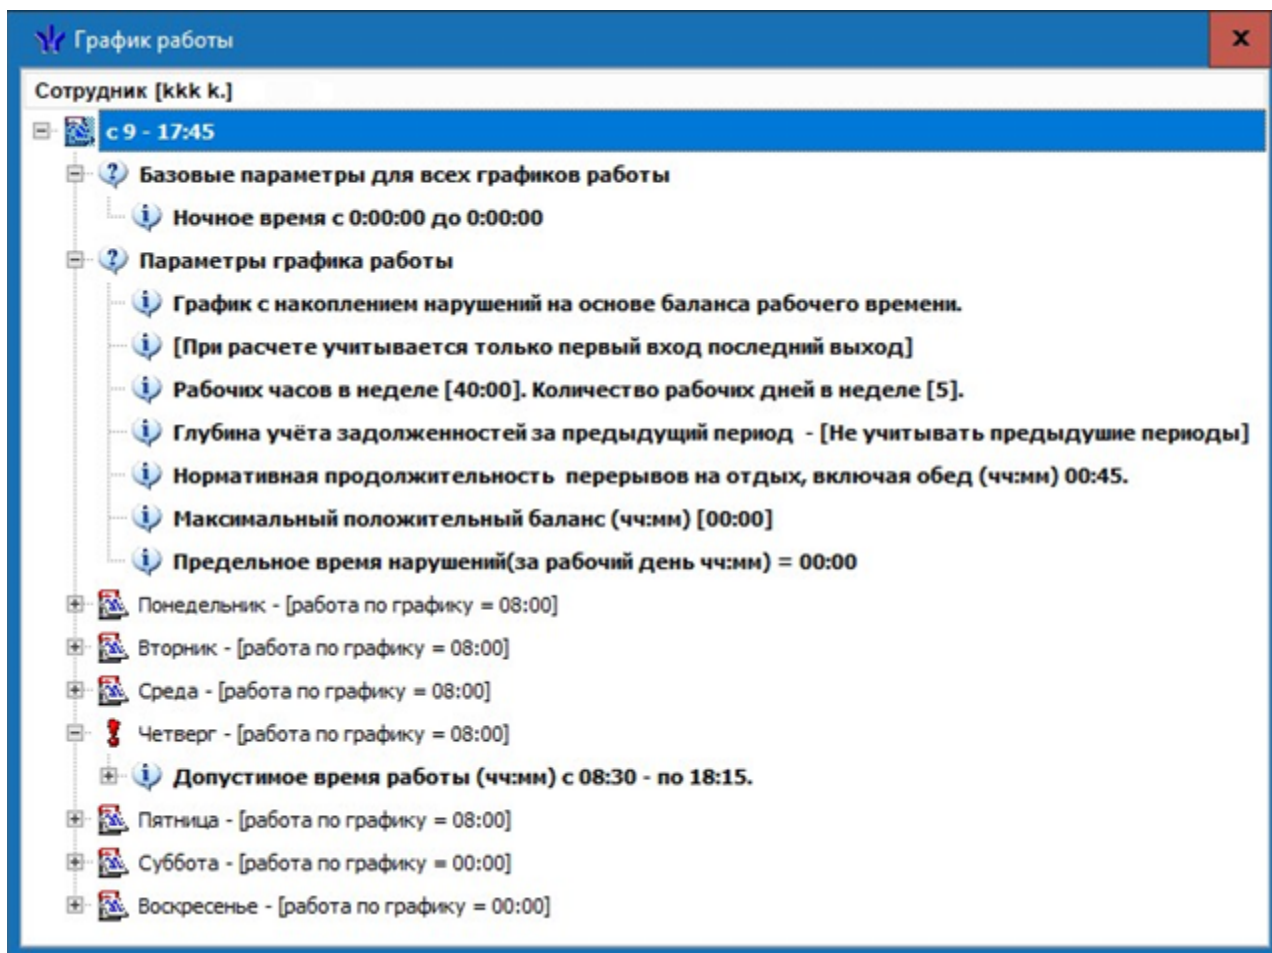 График работы
Сотрудник [kkk k.]
с 9 - 17:45
Базовые параметры для всех графиков работы
Ночное время с 0:00:00 до 0:00:00
Параметры графика работы
График с накоплением нарушений на основе баланса рабочего времени.
[При расчете учитывается только первый вход последний выход]
Рабочих часов в неделе [40:00]. Количество рабочих дней в неделе [5].
Глубина учёта задолженностей за предыдущий период - [Не учитывать предыдушие периоды]
Нормативная продолжительность перерывов на отдых, включая обед (чч:мм) 00:45.
Максимальный положительный баланс (чч:мм) [00:00]
Предельное время нарушений(за рабочий день чч:мм) = 00:00
Понедельник - [работа по графику = 08:00]
Вторник - [работа по графику = 08:00]
Среда - [работа по графику = 08:00]
Четверг - [работа по графику = 08:00]
Допустимое время работы (чч:мм) с 08:30 - по 18:15.
Пятница - [работа по графику = 08:00]
Суббота - [работа по графику = 00:00]
Воскресенье - [работа по графику = 00:00]